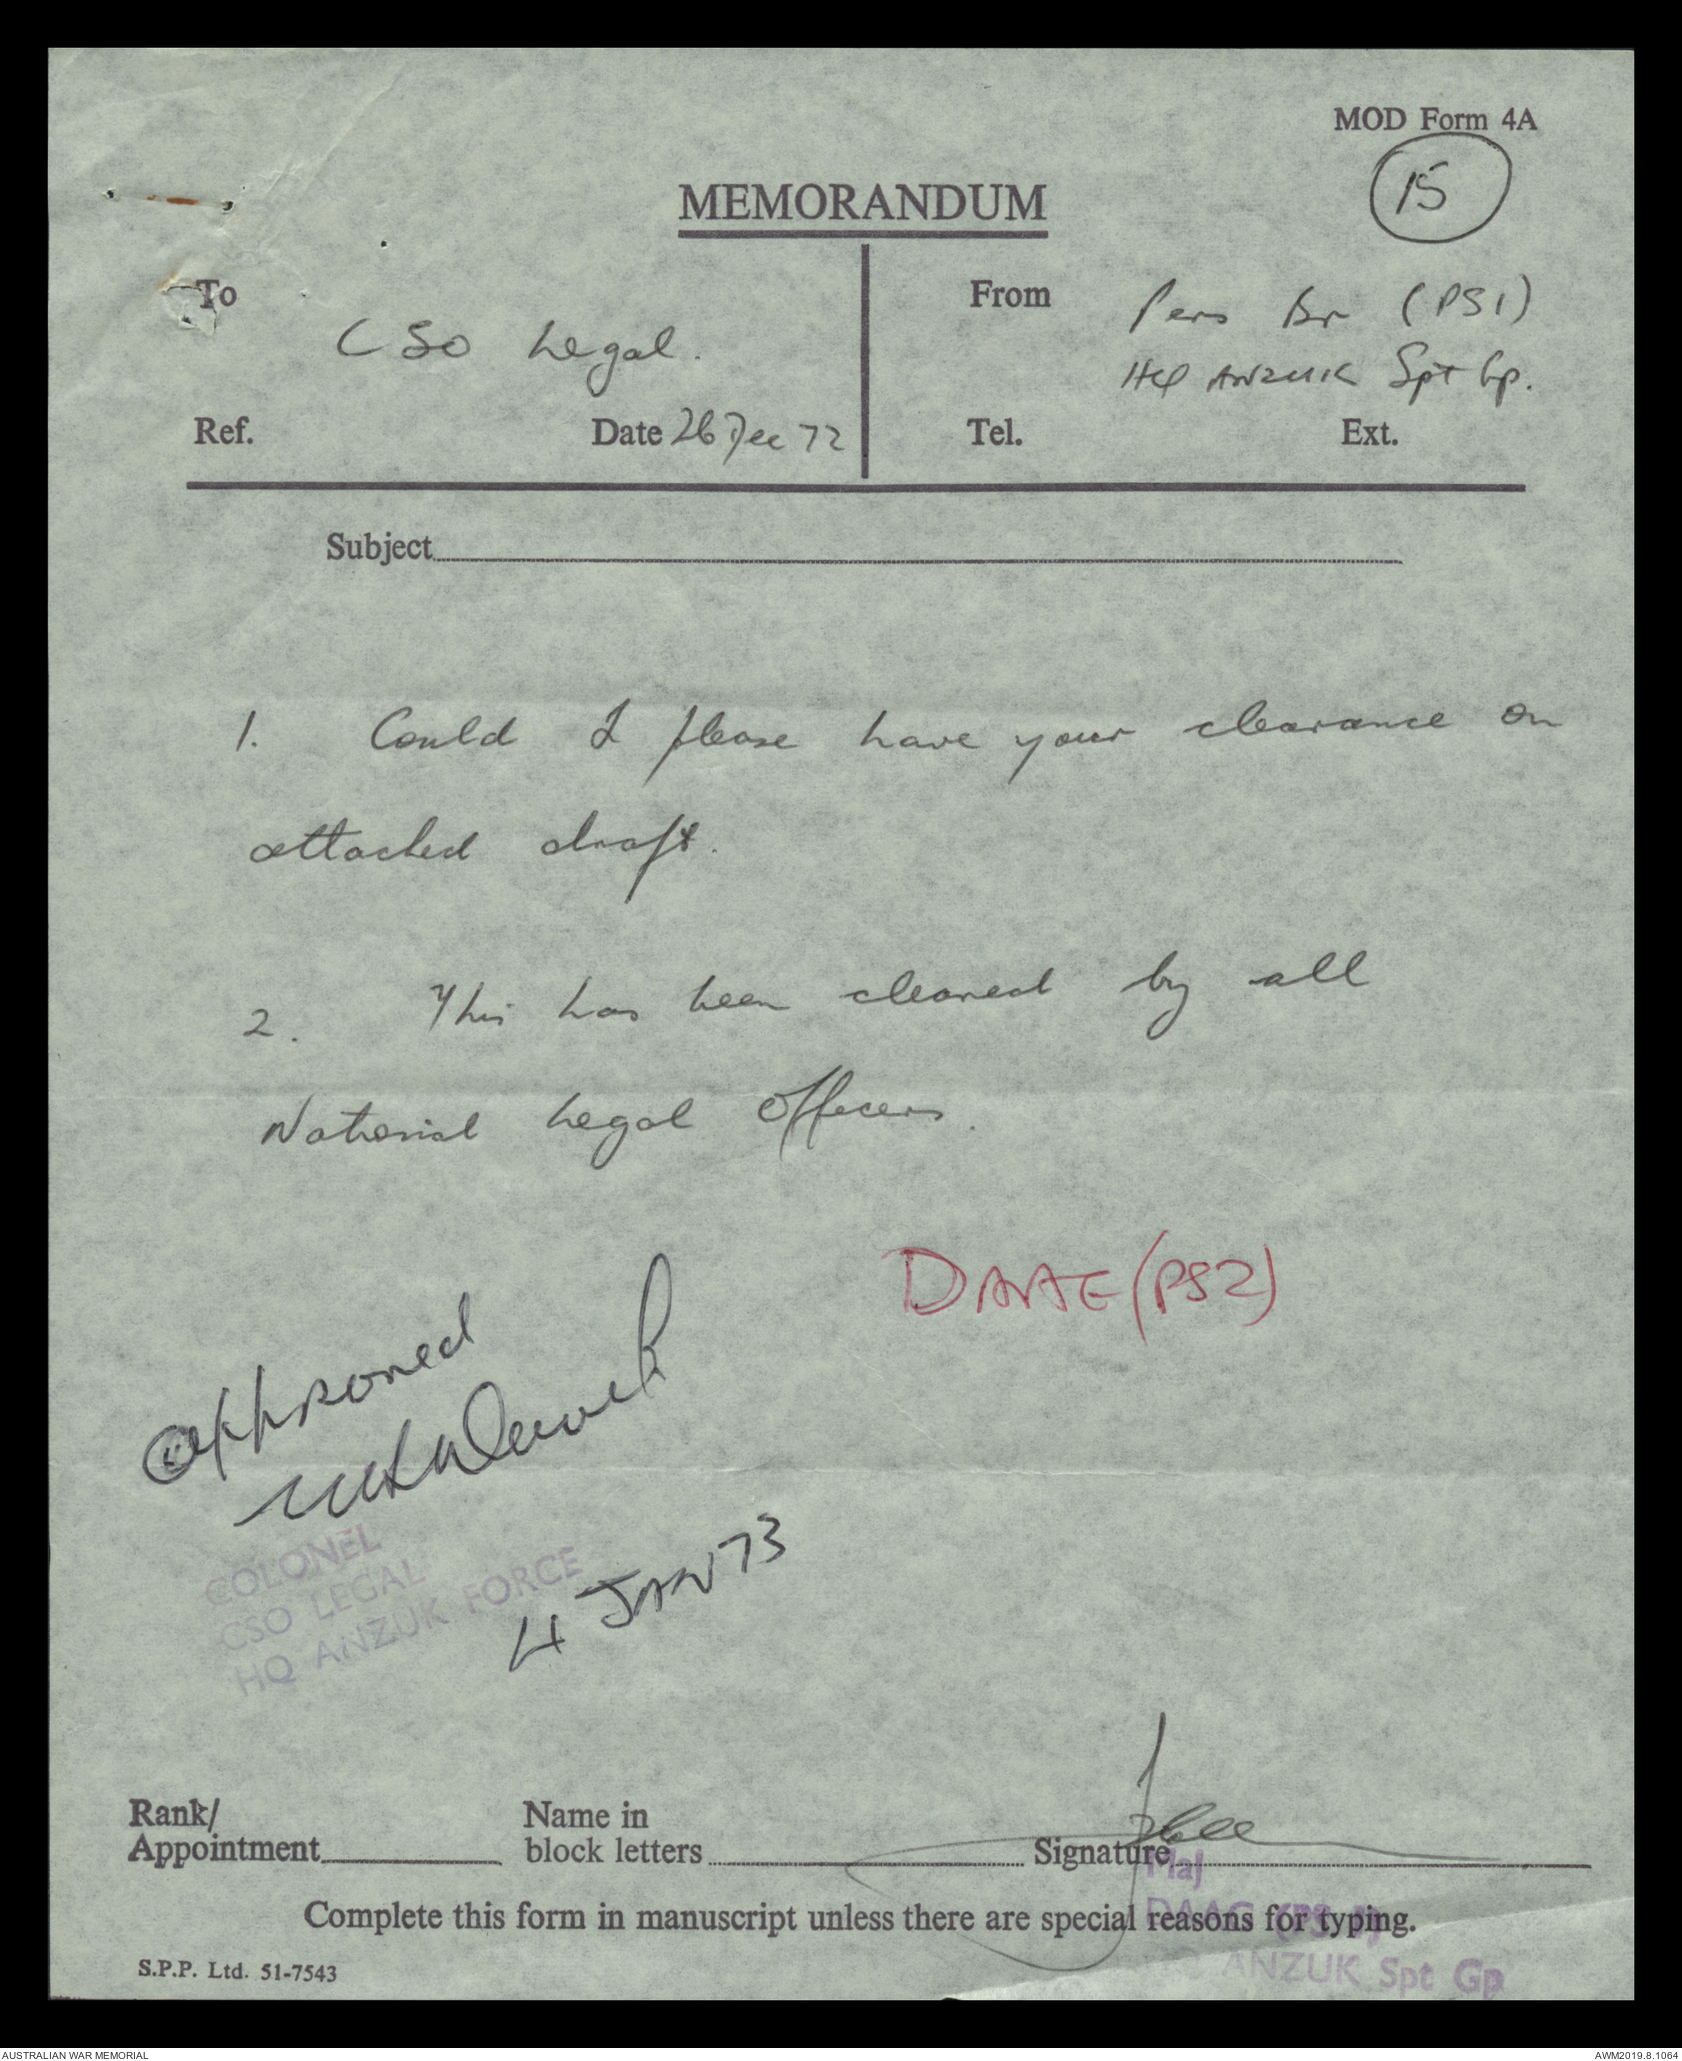 MOD Form 4A
15
MEMORANDUM
To
CSO Legal.
From
Pers Br (PS1)
HQ ANZUK Spt Gp.
Ref.
Date 26 Dec 72
Tel.
Ext.
Subject
1. Could I please have your clearance on
attached draft.
2. This has been cleared by all
National Legal Officers.
DAAG (PS2)
approved
COLONEL
CSO LEGAL
HQ ANZUK FORCE
4 JAN 73
Rank/
Appointment
Name in
block letters
Signature
Maj
DAAG (PS 1)
HQ ANZUK Spt Gp
Complete this form in manuscript unless there are special reasons for typing.
S.P.P. Ltd. 51-7543
AUSTRALIAN WAR MEMORIAL
AWM2019.8.1064